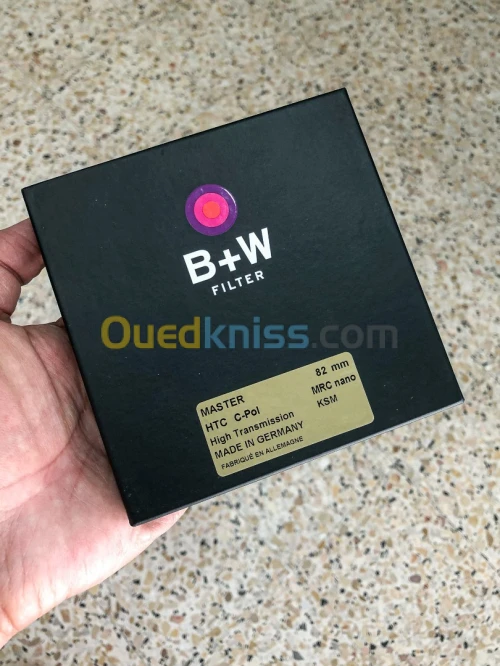 B+W
FILTER
Ouedkniss.com
MASTER 82 mm
HTC C-Pol MRC nano
High Transmission KSM
MADE IN GERMANY
FABRIQUÉ EN ALLEMAGNE